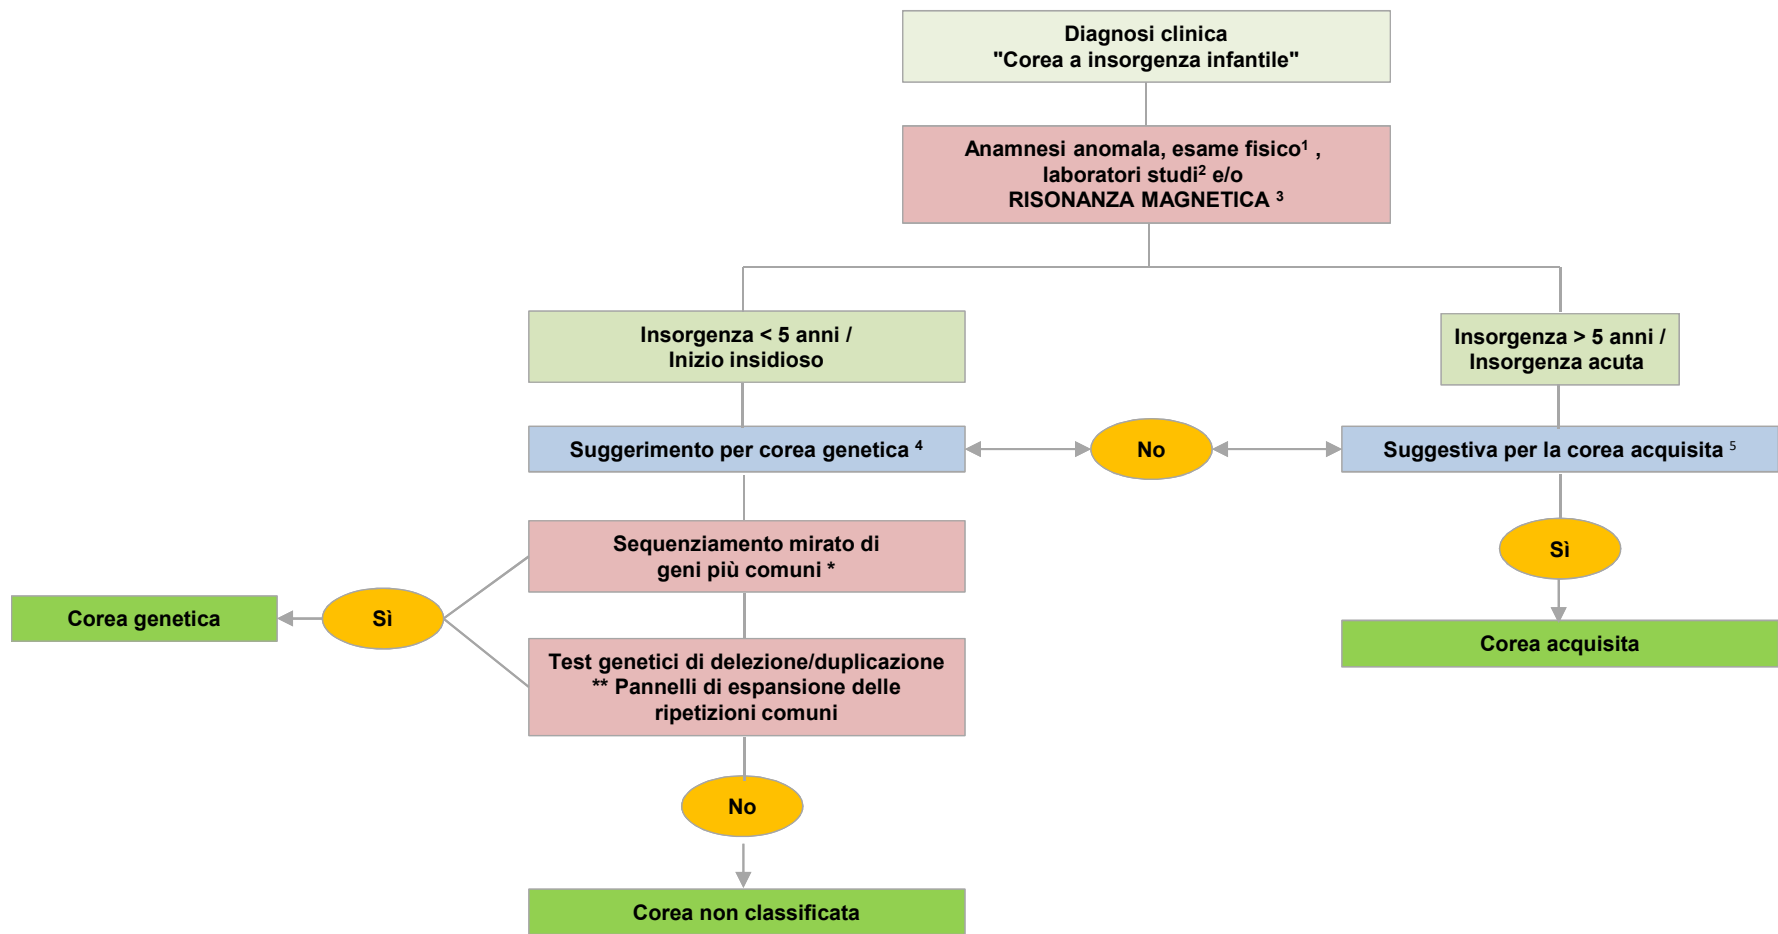 Diagnosi clinica
"Corea a insorgenza infantile"
Anamnesi anomala, esame fisico¹ ,
laboratori studi² e/o
RISONANZA MAGNETICA ³
Insorgenza < 5 anni /
Inizio insidioso
Insorgenza > 5 anni /
Insorgenza acuta
Suggerimento per corea genetica ⁴
No
Suggestiva per la corea acquisita ⁵
Sequenziamento mirato di
geni più comuni *
Sì
Corea genetica
Sì
Test genetici di delezione/duplicazione
** Pannelli di espansione delle
ripetizioni comuni
Corea acquisita
No
Corea non classificata